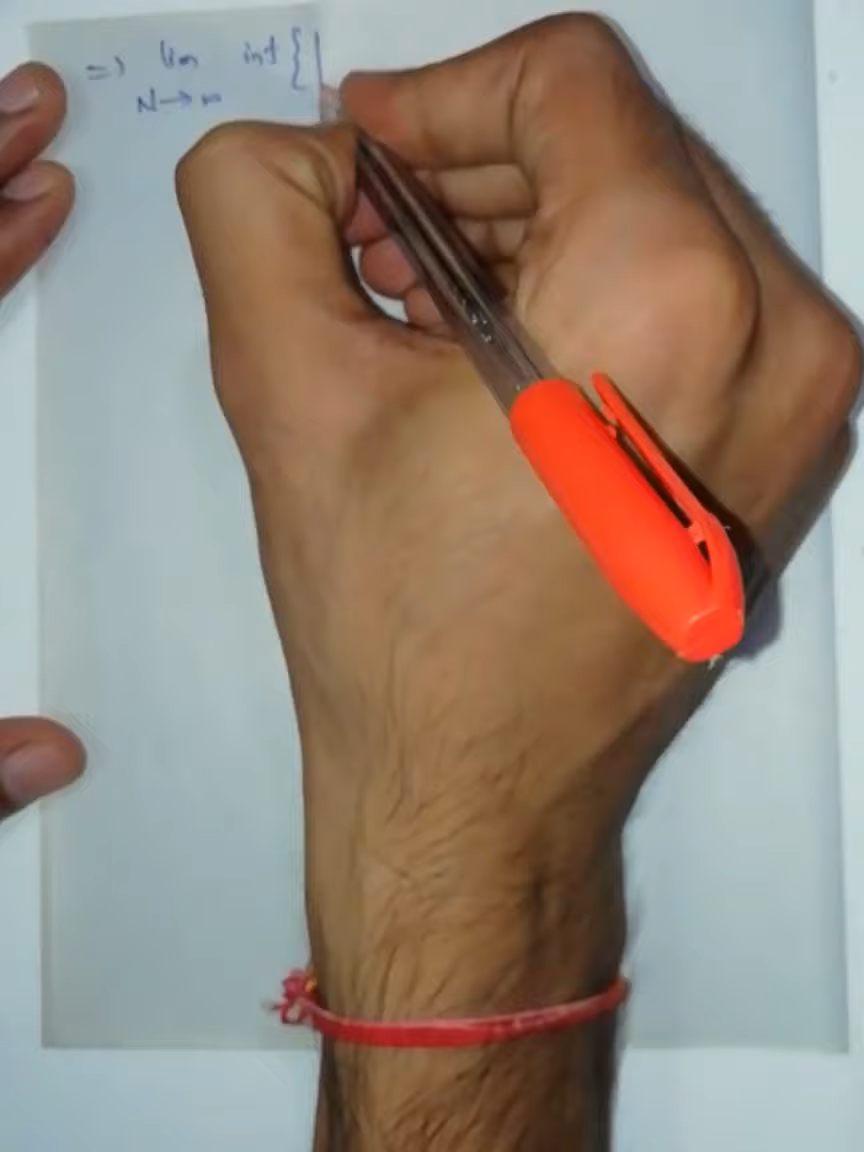 => lim inf { |
N → ∞